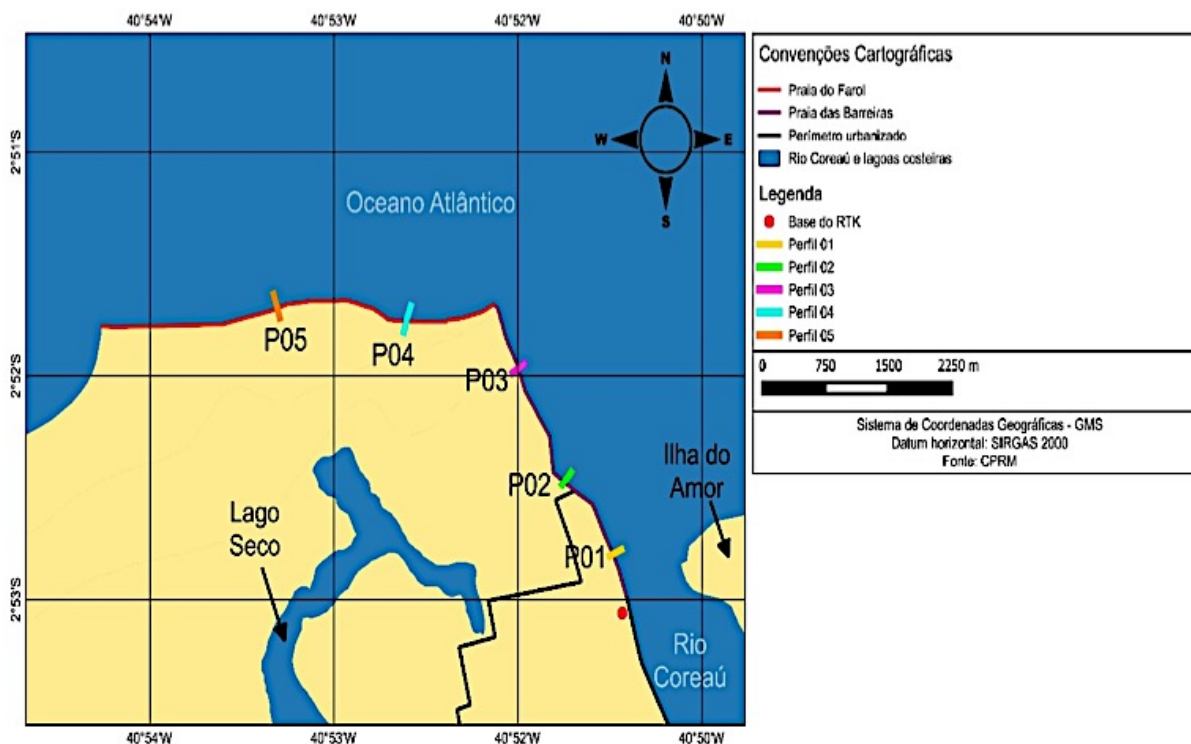 40°54'W 40°53'W 40°52'W 40°50'W
2°51'S
2°52'S
2°53'S
N
W E
S
Oceano Atlântico
P05
P04
P03
P02
P01
Lago
Seco
Ilha do
Amor
Rio
Coreaú
40°54'W 40°53'W 40°52'W 40°50'W
Convenções Cartográficas
Praia do Farol
Praia das Barreiras
Perímetro urbanizado
Rio Coreaú e lagoas costeiras
Legenda
Base do RTK
Perfil 01
Perfil 02
Perfil 03
Perfil 04
Perfil 05
0 750 1500 2250 m
Sistema de Coordenadas Geográficas - GMS
Datum horizontal: SIRGAS 2000
Fonte: CPRM